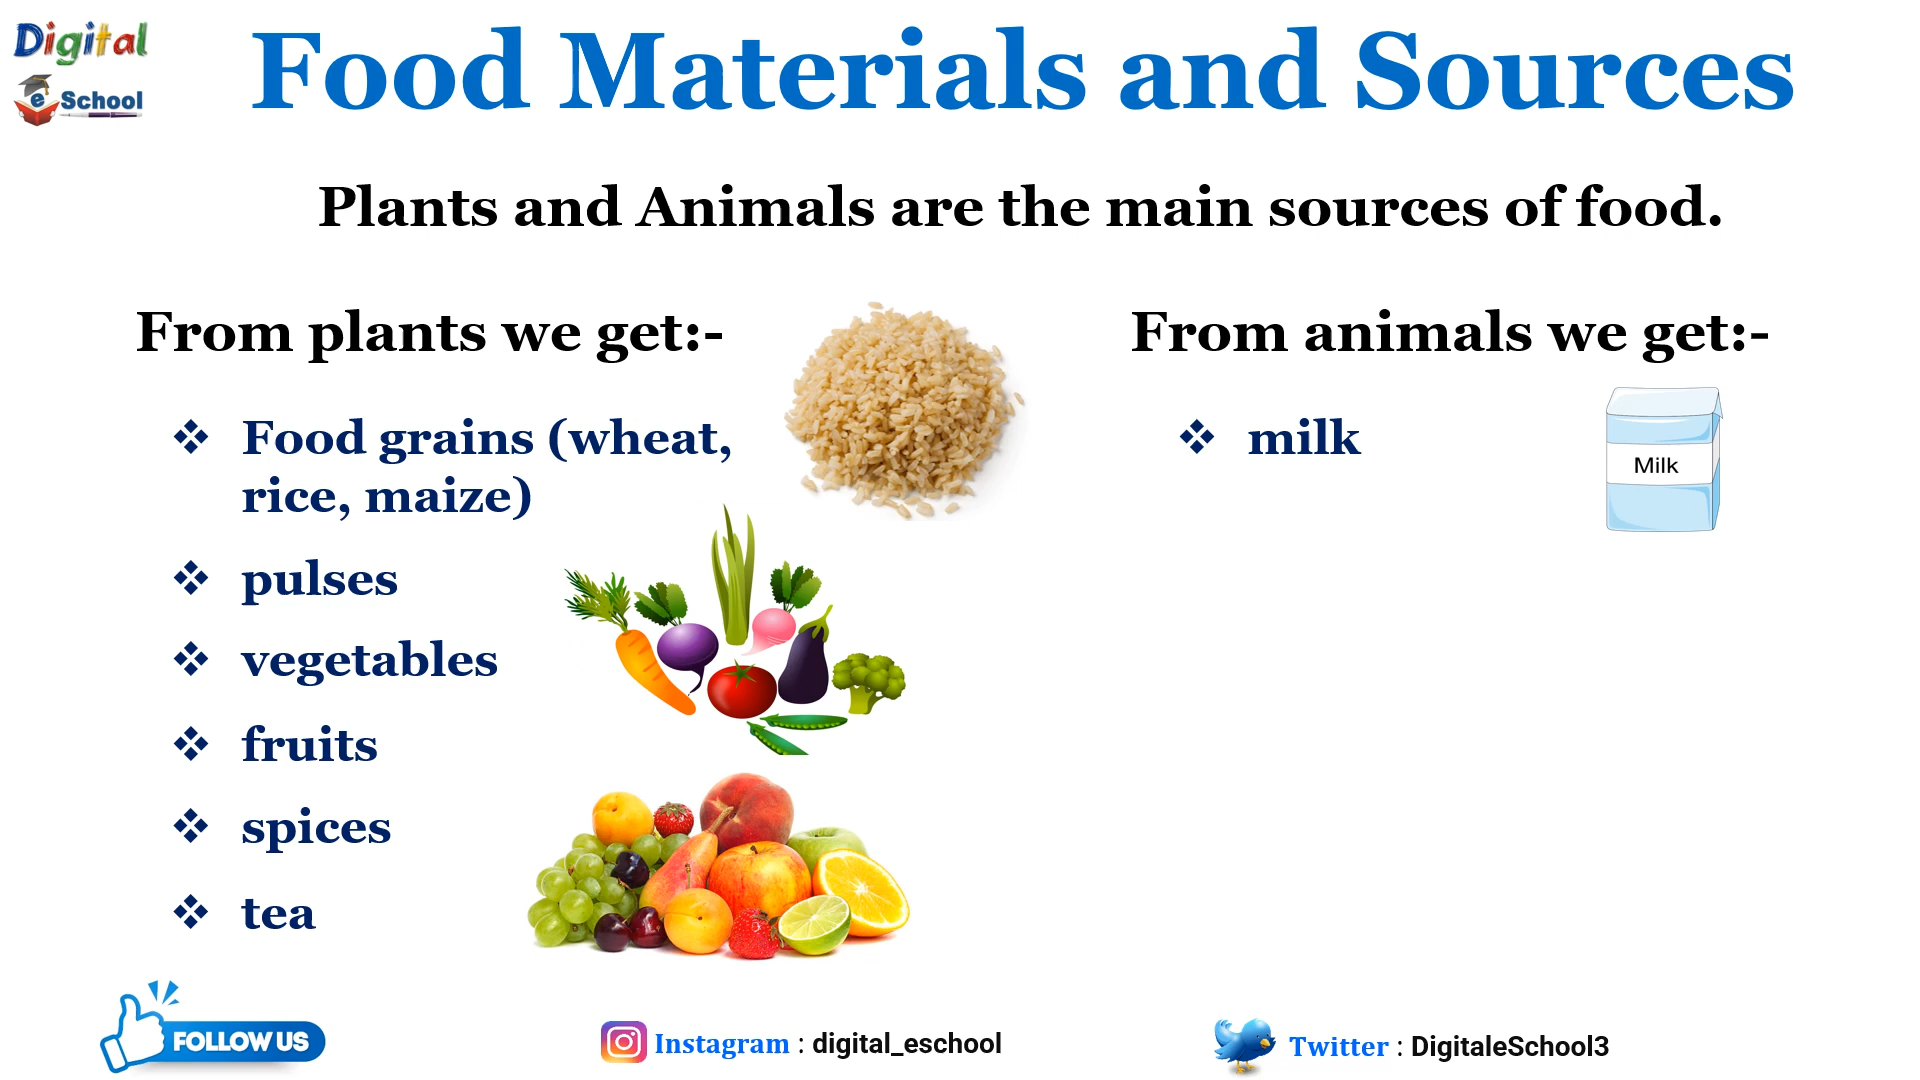 Digital
e School
Food Materials and Sources
Plants and Animals are the main sources of food.
From plants we get:-
❖ Food grains (wheat,
rice, maize)
❖ pulses
❖ vegetables
❖ fruits
❖ spices
❖ tea
From animals we get:-
❖ milk
Milk
FOLLOW US
Instagram : digital_eschool
Twitter : DigitaleSchool3